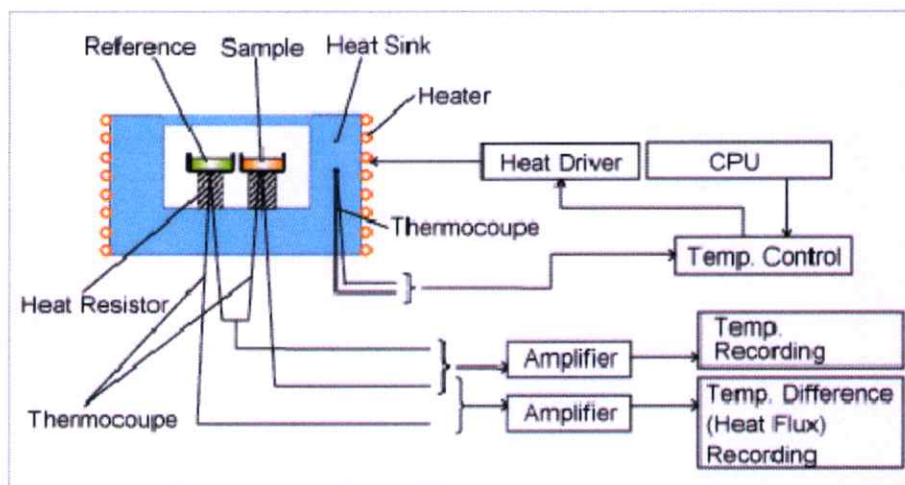 Reference
Sample
Heat Sink
Heater
Heat Driver
CPU
Thermocoupe
Temp. Control
Heat Resistor
Temp.
Recording
Amplifier
Thermocoupe
Amplifier
Temp. Difference
(Heat Flux)
Recording